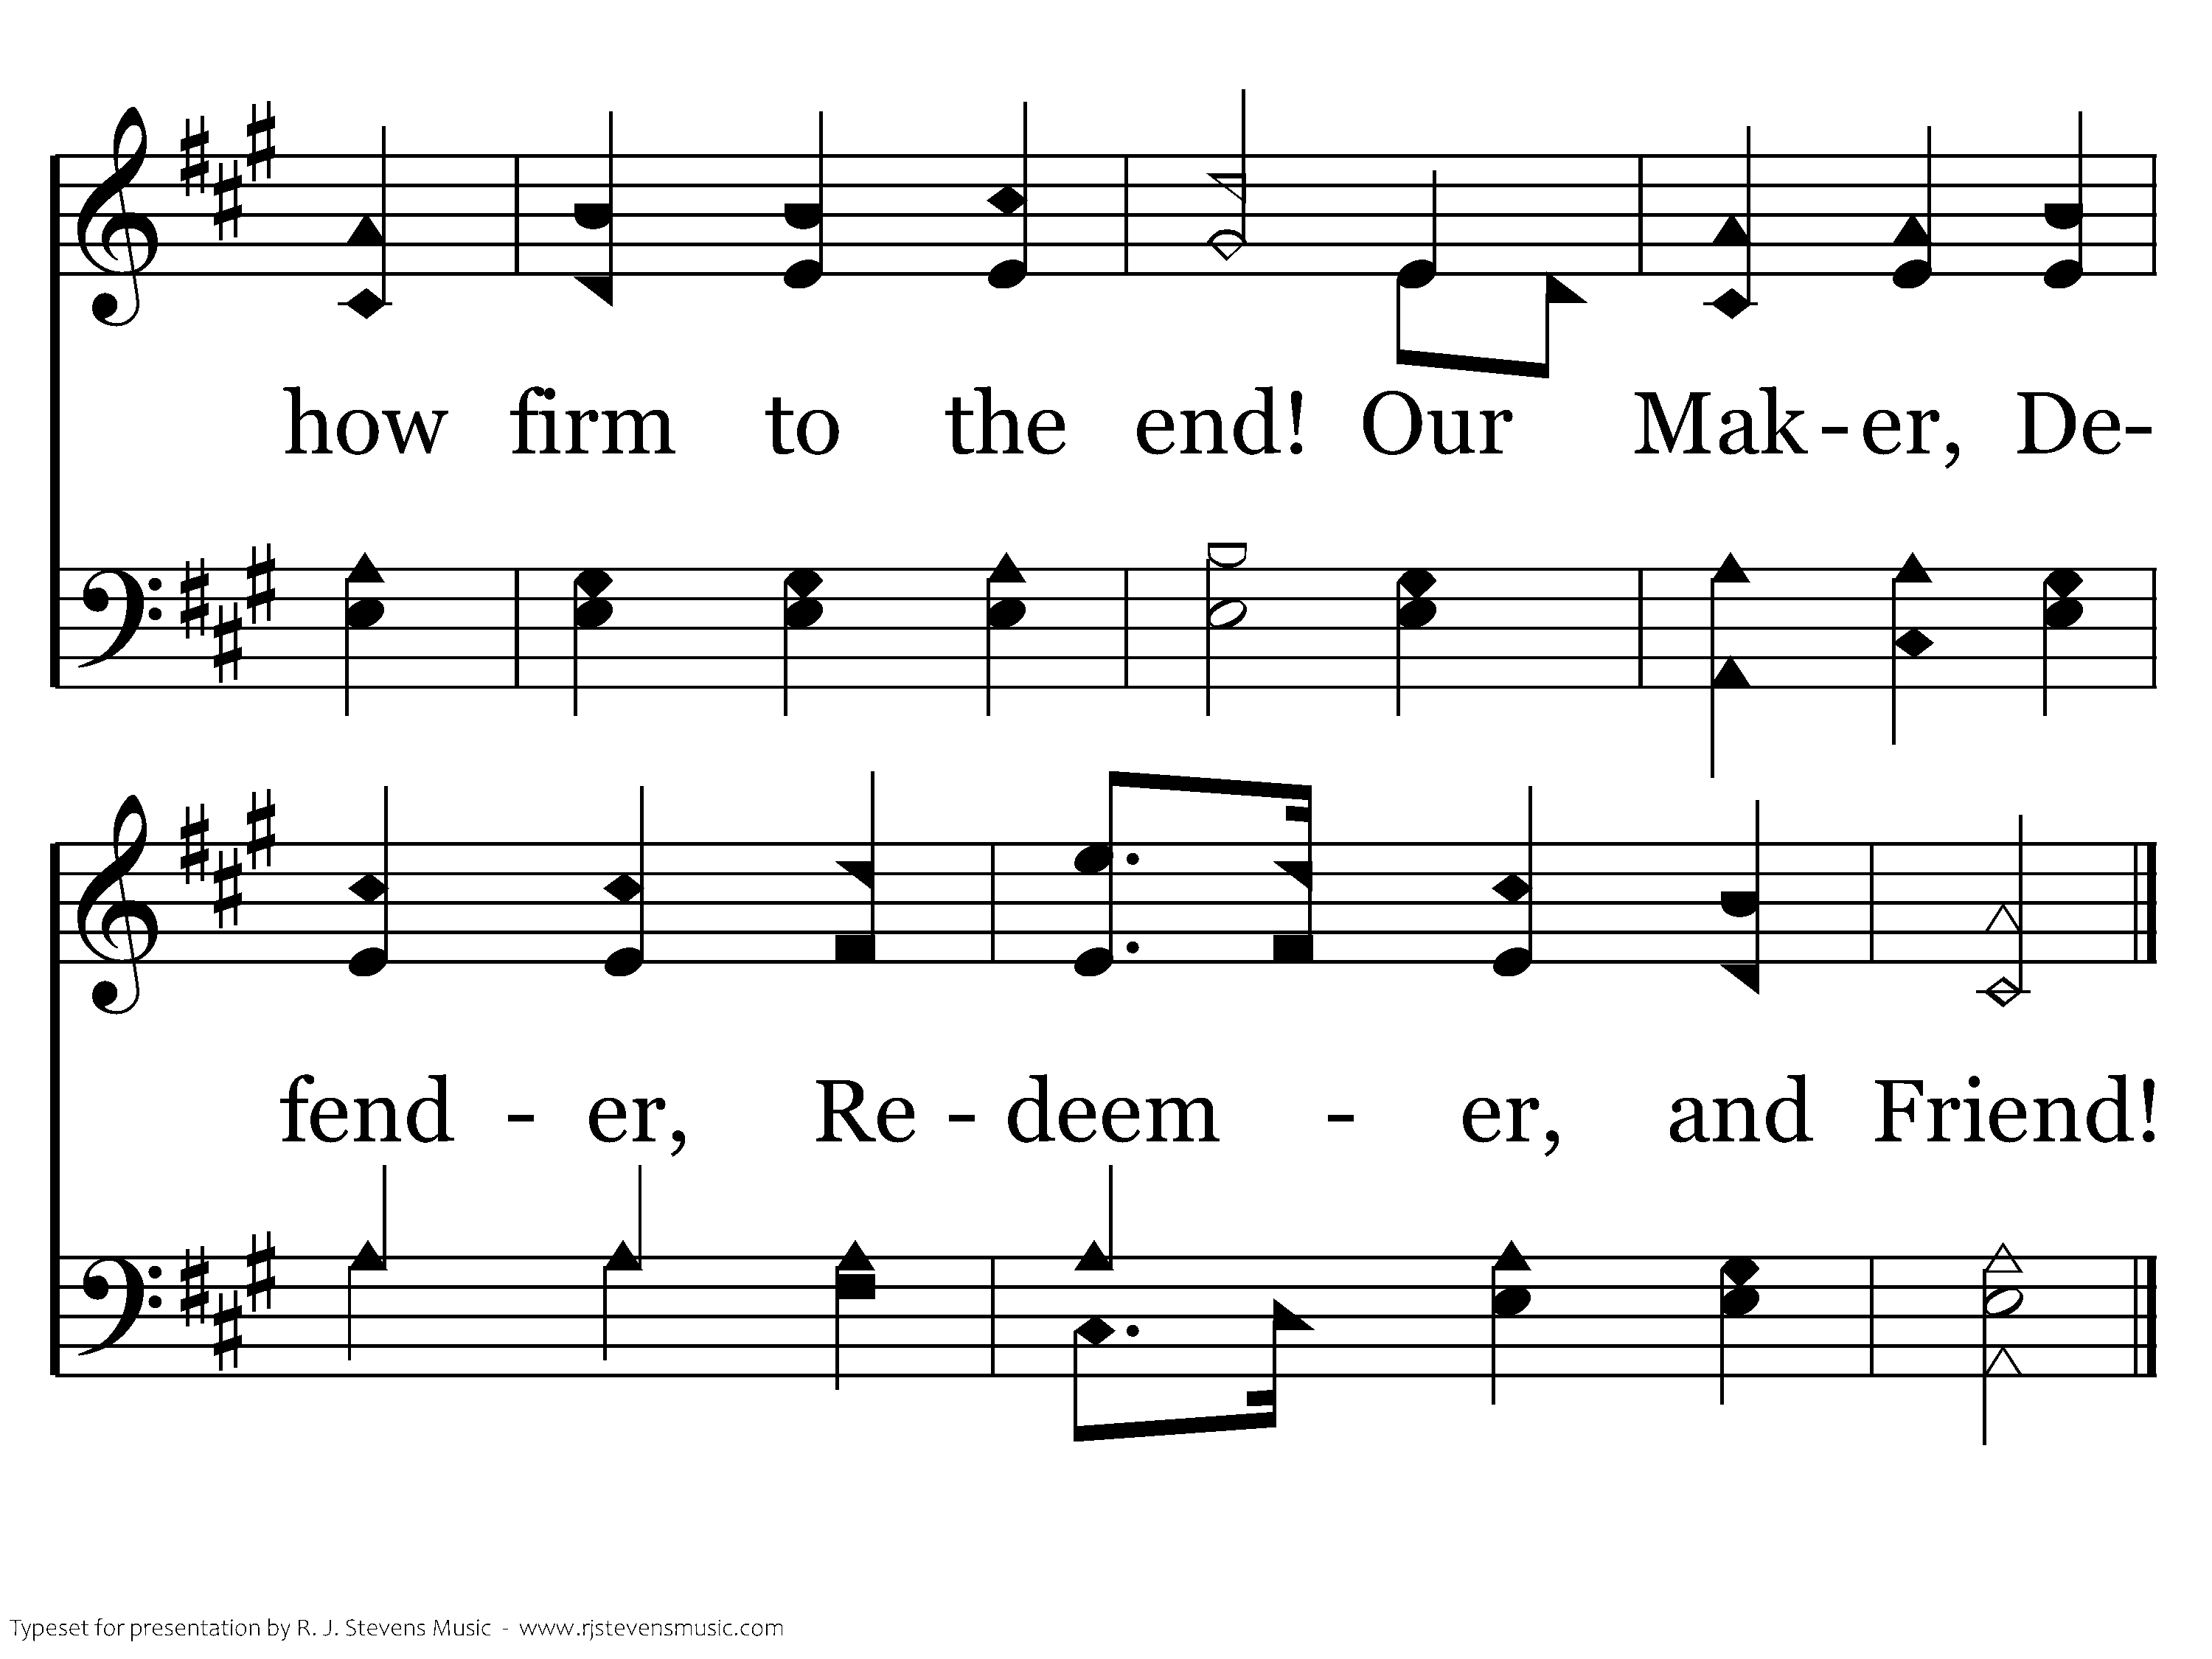 how firm to the end! Our Mak - er, De-
fend - er, Re - deem - er, and Friend!
Typeset for presentation by R. J. Stevens Music - www.rjstevensmusic.com